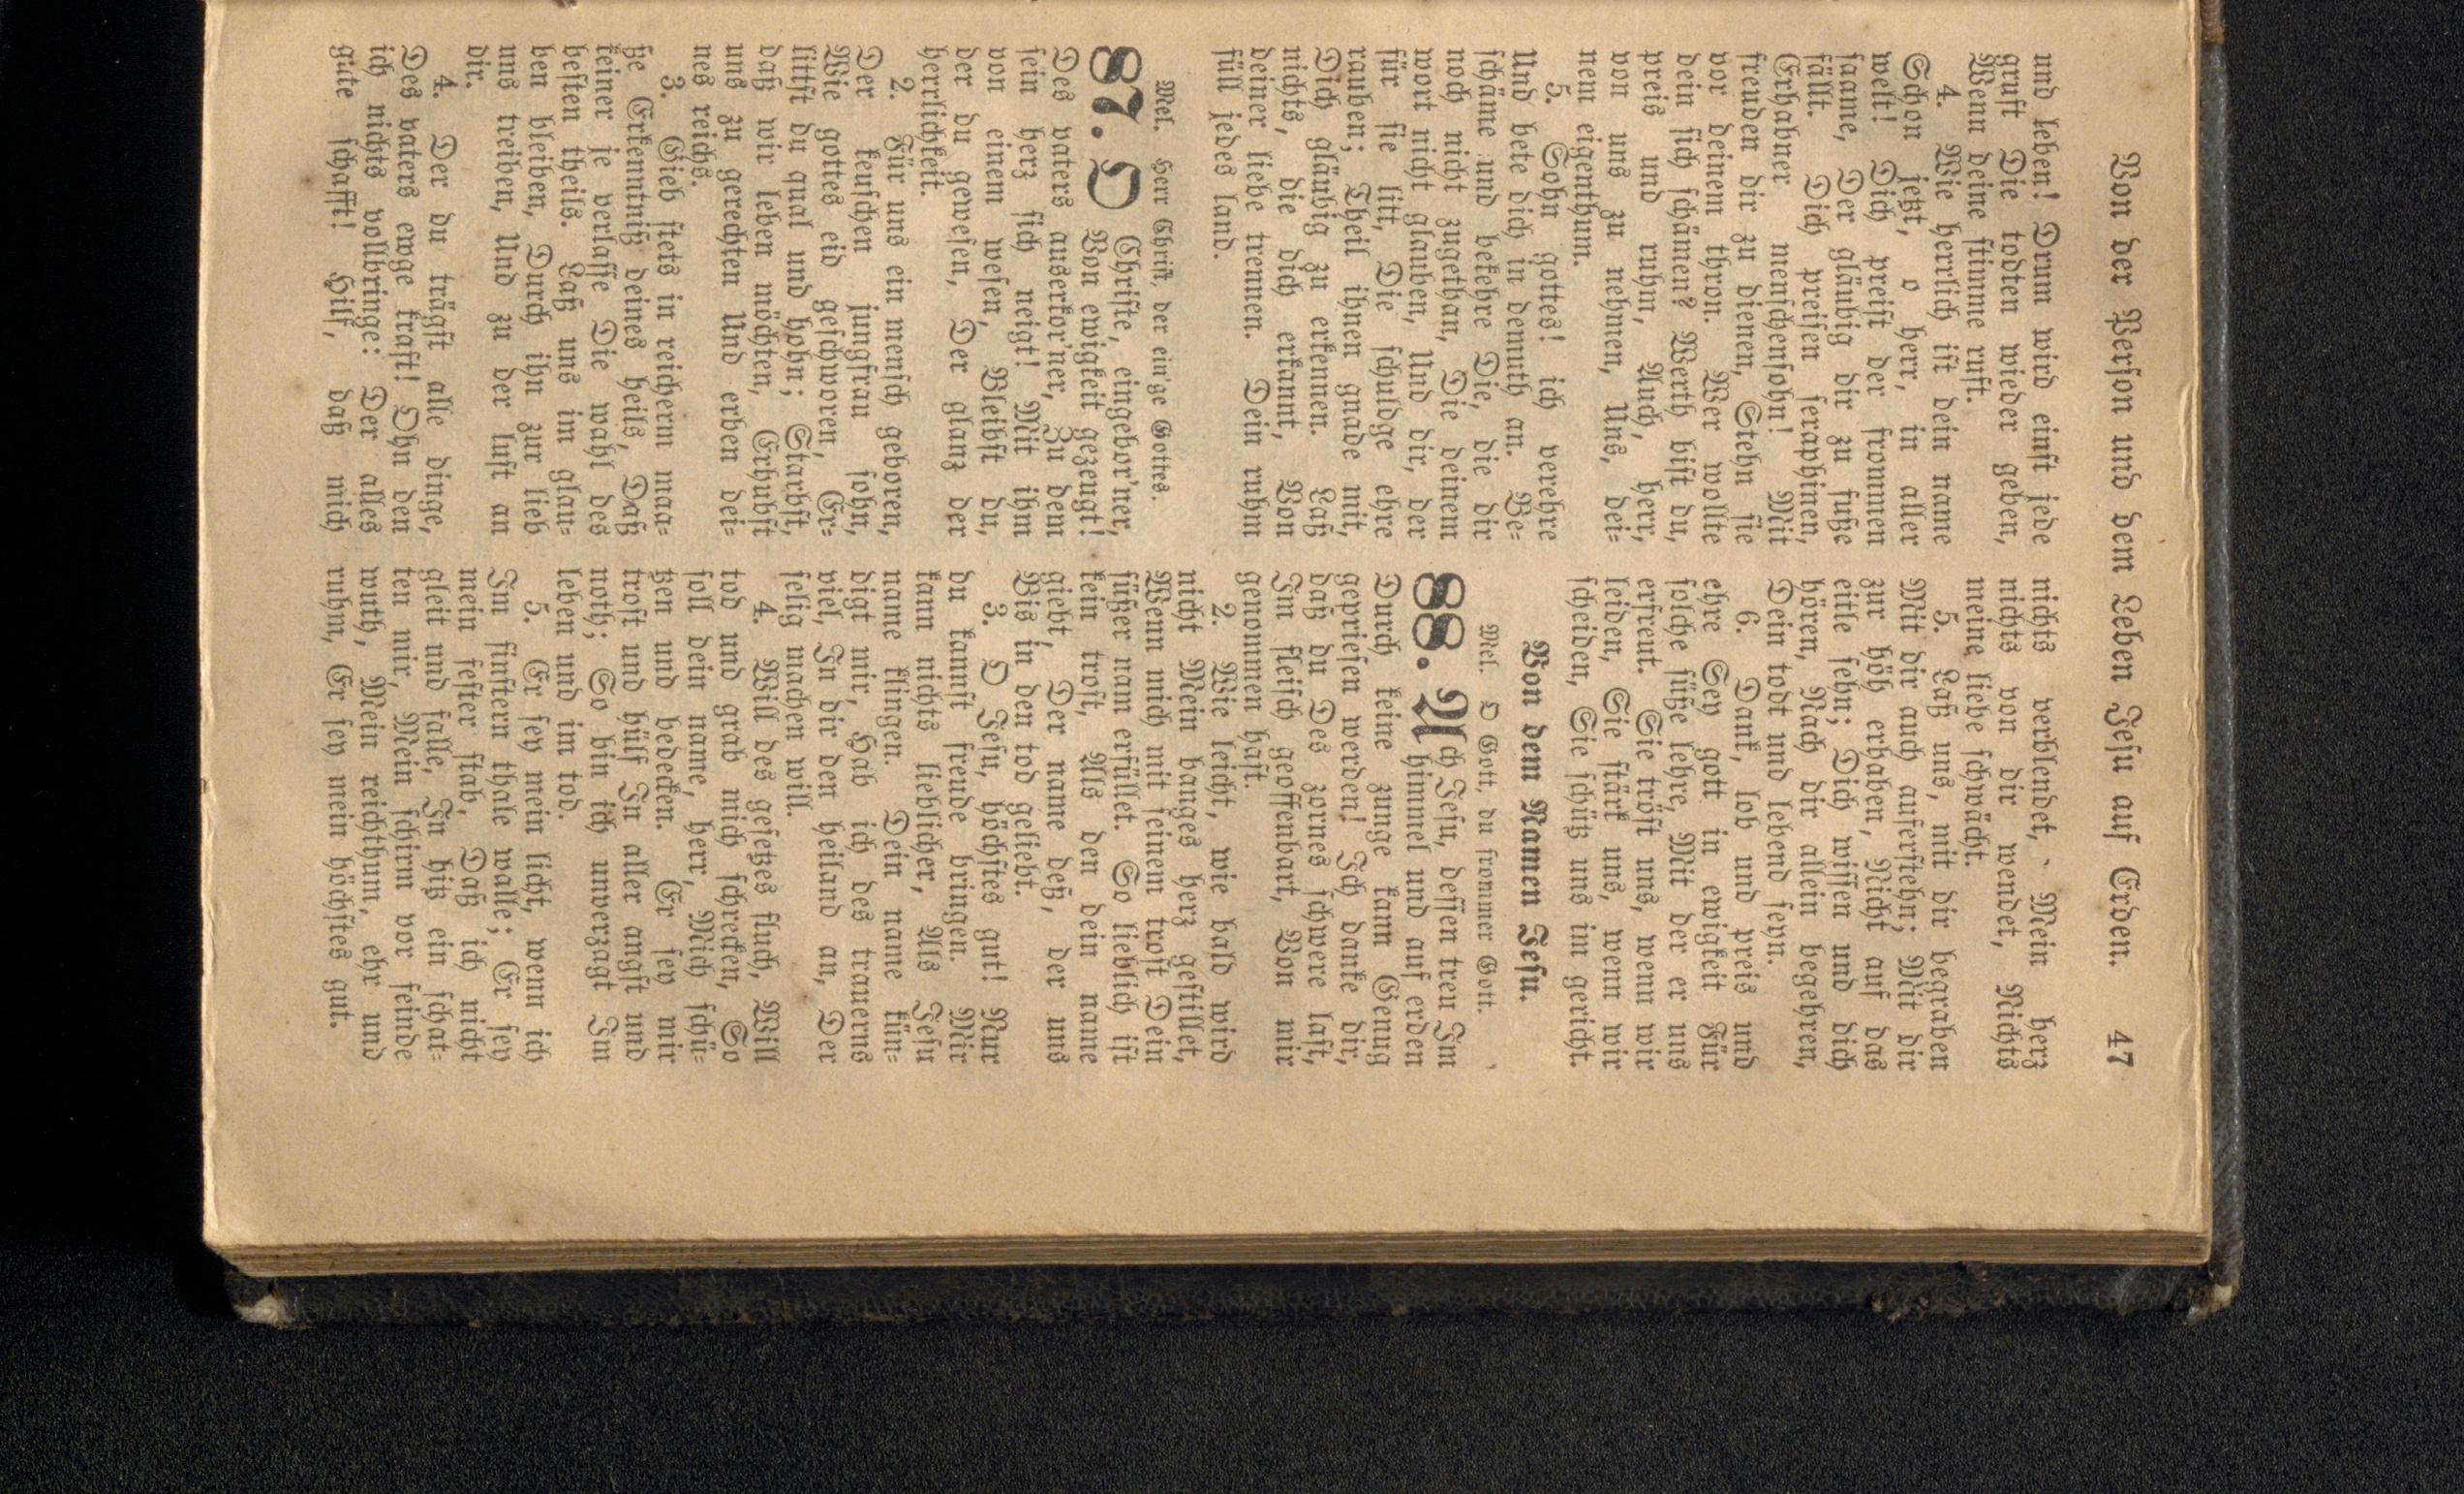 Von der Person und dem Leben Jesu auf Erden. 47
und leben! Drum wird einst jede
gruft Die todten wieder geben,
Wenn deine stimme ruft.
4. Wie herrlich ist dein name
Schon jetzt, o herr, in aller
welt! Dich preist der frommen
saame, Der gläubig dir zu fuße
fällt. Dich preisen seraphinen,
Erhabner menschensohn! Mit
freuden dir zu dienen, Stehn sie
vor deinem thron. Wer wollte
dein sich schämen? Werth bist du,
preis und ruhm, Auch, herr,
von uns zu nehmen, Uns, dei-
nem eigenthum.
5. Sohn gottes! ich verehre
Und bete dich in demuth an. Be-
schäme und bekehre Die, die dir
noch nicht zugethan, Die deinem
wort nicht glauben, Und dir, der
für sie litt, Die schuldge ehre
rauben; Theil ihnen gnade mit,
Dich gläubig zu erkennen. Laß
nichts, die dich erkannt, Von
deiner liebe trennen. Dein ruhm
füll jedes land.
Mel. Herr Christ, der ein'ge Gottes.
87. O Christe, eingebor'ner,
Von ewigkeit gezeugt!
Des vaters auserkor'ner, Zu dem
sein herz sich neigt! Mit ihm
von einem wesen, Bleibst du,
der du gewesen, Der glanz der
herrlichkeit.
2. Für uns ein mensch geboren,
Der keuschen jungfrau sohn,
Wie gottes eid geschworen, Er-
littst du qual und hohn; Starbst,
daß wir leben möchten, Erhubst
uns zu gerechten Und erben dei-
nes reichs.
3. Gieb stets in reicherm maa-
ße Erkenntniß deines heils, Daß
keiner je verlasse Die wahl des
besten theils. Laß uns im glau-
ben bleiben, Durch ihn zur lieb
uns treiben, Und zu der lust an
dir.
4. Der du trägst alle dinge,
Des vaters ewge kraft! Ohn den
ich nichts vollbringe: Der alles
gute schafft! Hilf, daß mich
nichts verblendet, Mein herz
nichts von dir wendet, Nichts
meine liebe schwächt.
5. Laß uns, mit dir begraben
Mit dir auch auferstehn; Mit dir
zur höh erhaben, Nicht auf das
eitle sehn; Dich wissen und dich
hören, Nach dir allein begehren,
Dein todt und lebend seyn.
6. Dank, lob und preis und
ehre Sey gott in ewigkeit Für
solche süße lehre, Mit der er uns
erfreut. Sie tröst uns, wenn wir
leiden, Sie stärk uns, wenn wir
scheiden, Sie schütz uns im gericht.
Von dem Namen Jesu.
Mel. O Gott, du frommer Gott.
88. Ach Jesu, dessen treu Im
himmel und auf erden
Durch keine zunge kann Genug
gepriesen werden! Ich danke dir,
daß du Des zornes schwere last,
Im fleisch geoffenbart, Von mir
genommen hast.
2. Wie leicht, wie bald wird
nicht Mein banges herz gestillet,
Wenn mich mit seinem trost Dein
süßer nam erfüllet. So lieblich ist
kein trost, Als den dein name
giebt, Der name deß, der uns
Bis in den tod geliebt.
3. O Jesu, höchstes gut! Nur
du kannst freude bringen. Mir
kann nichts lieblicher, Als Jesu
name klingen. Dein name kün-
digt mir, Hab ich des trauerns
viel, In dir den heiland an, Der
selig machen will.
4. Will des gesetzes fluch, Will
tod und grab mich schrecken, So
soll dein name, herr, Mich schü-
tzen und bedecken. Er sey mir
trost und hülf In aller angst und
noth; So bin ich unverzagt Im
leben und im tod.
5. Er sey mein licht, wenn ich
Im finstern thale walle; Er sey
mein fester stab, Daß ich nicht
gleit und falle, In hitz ein schat-
ten mir, Mein schirm vor feinde
wuth, Mein reichthum, ehr und
ruhm, Er sey mein höchstes gut.